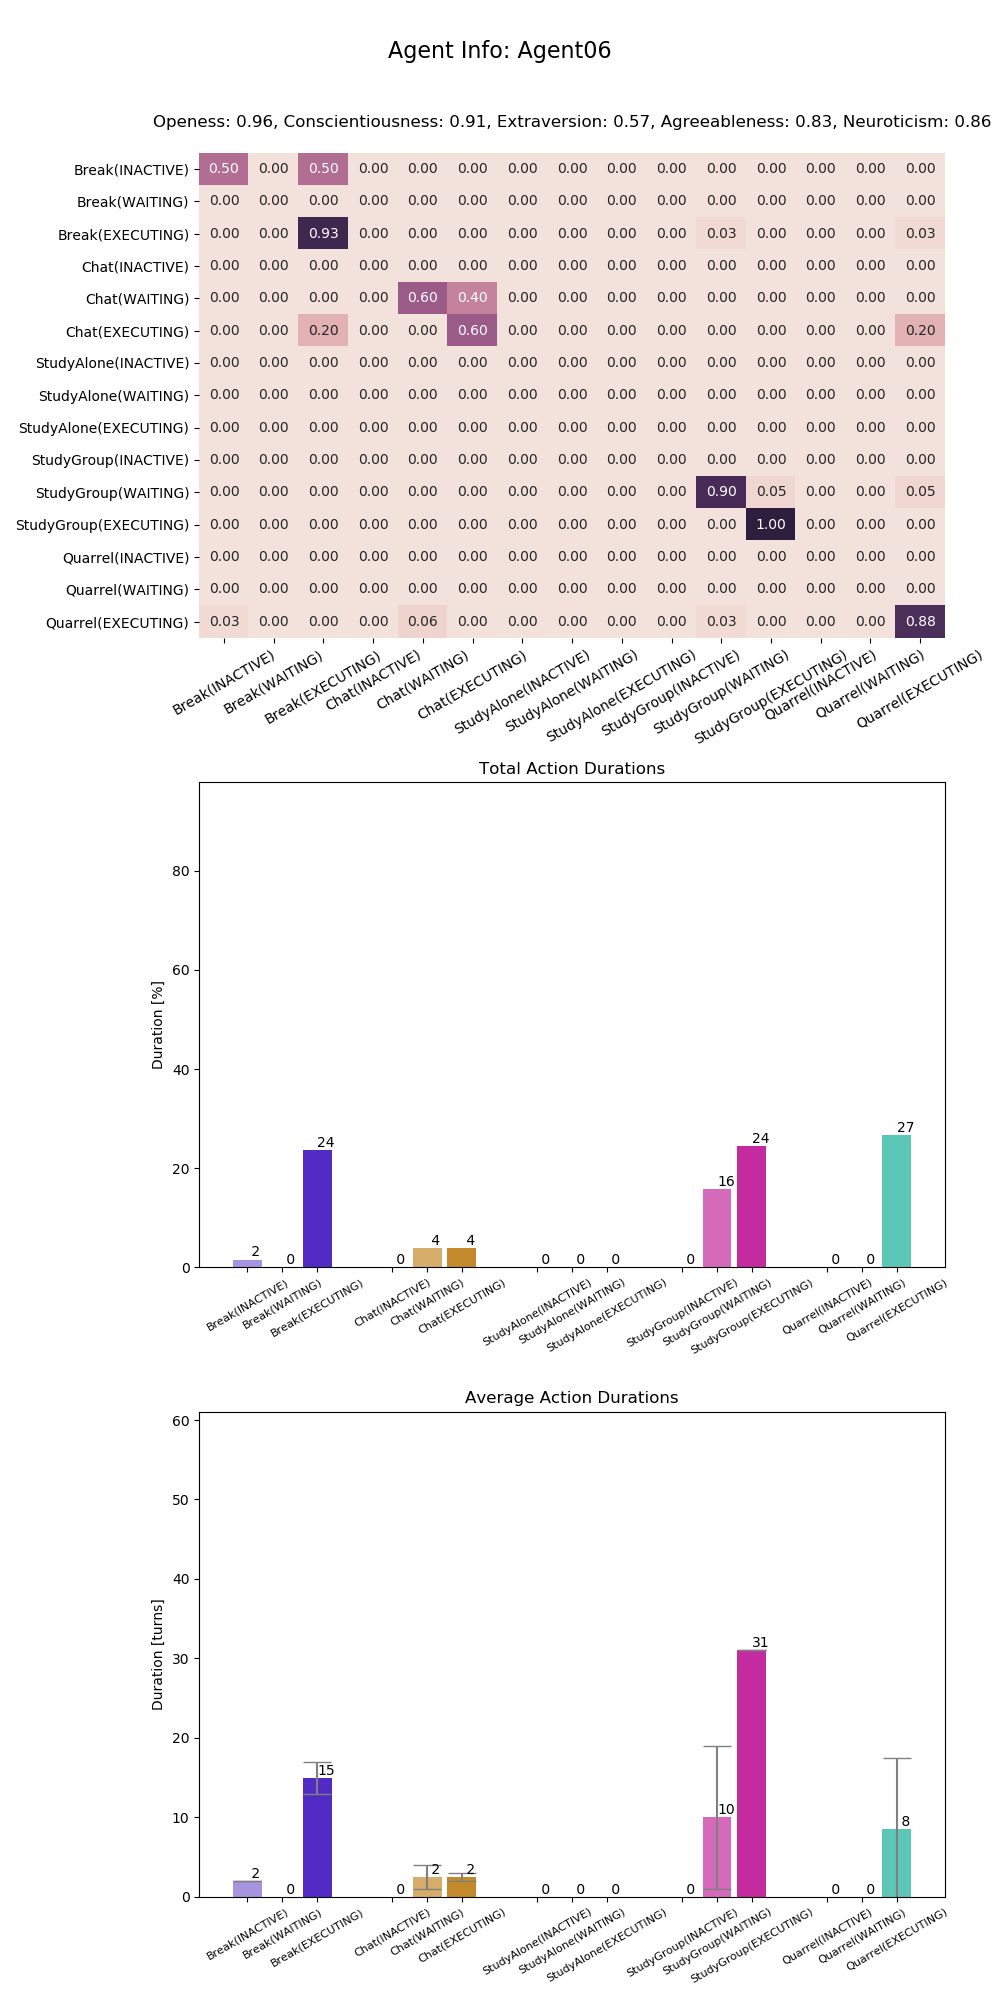 Agent Info: Agent06
Openess: 0.96, Conscientiousness: 0.91, Extraversion: 0.57, Agreeableness: 0.83, Neuroticism: 0.86
Break(INACTIVE) 0.50 0.00 0.50 0.00 0.00 0.00 0.00 0.00 0.00 0.00 0.00 0.00 0.00 0.00 0.00
Break(WAITING) 0.00 0.00 0.00 0.00 0.00 0.00 0.00 0.00 0.00 0.00 0.00 0.00 0.00 0.00 0.00
Break(EXECUTING) 0.00 0.00 0.93 0.00 0.00 0.00 0.00 0.00 0.00 0.00 0.03 0.00 0.00 0.00 0.03
Chat(INACTIVE) 0.00 0.00 0.00 0.00 0.00 0.00 0.00 0.00 0.00 0.00 0.00 0.00 0.00 0.00 0.00
Chat(WAITING) 0.00 0.00 0.00 0.00 0.60 0.40 0.00 0.00 0.00 0.00 0.00 0.00 0.00 0.00 0.00
Chat(EXECUTING) 0.00 0.00 0.20 0.00 0.00 0.60 0.00 0.00 0.00 0.00 0.00 0.00 0.00 0.00 0.20
StudyAlone(INACTIVE) 0.00 0.00 0.00 0.00 0.00 0.00 0.00 0.00 0.00 0.00 0.00 0.00 0.00 0.00 0.00
StudyAlone(WAITING) 0.00 0.00 0.00 0.00 0.00 0.00 0.00 0.00 0.00 0.00 0.00 0.00 0.00 0.00 0.00
StudyAlone(EXECUTING) 0.00 0.00 0.00 0.00 0.00 0.00 0.00 0.00 0.00 0.00 0.00 0.00 0.00 0.00 0.00
StudyGroup(INACTIVE) 0.00 0.00 0.00 0.00 0.00 0.00 0.00 0.00 0.00 0.00 0.00 0.00 0.00 0.00 0.00
StudyGroup(WAITING) 0.00 0.00 0.00 0.00 0.00 0.00 0.00 0.00 0.00 0.00 0.90 0.05 0.00 0.00 0.05
StudyGroup(EXECUTING) 0.00 0.00 0.00 0.00 0.00 0.00 0.00 0.00 0.00 0.00 0.00 1.00 0.00 0.00 0.00
Quarrel(INACTIVE) 0.00 0.00 0.00 0.00 0.00 0.00 0.00 0.00 0.00 0.00 0.00 0.00 0.00 0.00 0.00
Quarrel(WAITING) 0.00 0.00 0.00 0.00 0.00 0.00 0.00 0.00 0.00 0.00 0.00 0.00 0.00 0.00 0.00
Quarrel(EXECUTING) 0.03 0.00 0.00 0.00 0.06 0.00 0.00 0.00 0.00 0.00 0.03 0.00 0.00 0.00 0.88
Break(INACTIVE) Break(WAITING) Break(EXECUTING) Chat(INACTIVE) Chat(WAITING) Chat(EXECUTING) StudyAlone(INACTIVE) StudyAlone(WAITING) StudyAlone(EXECUTING) StudyGroup(INACTIVE) StudyGroup(WAITING) StudyGroup(EXECUTING) Quarrel(INACTIVE) Quarrel(WAITING) Quarrel(EXECUTING)
Total Action Durations
Duration [%]
80
60
40
20
0
2 0 24 0 4 4 0 0 0 0 16 24 0 0 27
Break(INACTIVE) Break(WAITING) Break(EXECUTING) Chat(INACTIVE) Chat(WAITING) Chat(EXECUTING) StudyAlone(INACTIVE) StudyAlone(WAITING) StudyAlone(EXECUTING) StudyGroup(INACTIVE) StudyGroup(WAITING) StudyGroup(EXECUTING) Quarrel(INACTIVE) Quarrel(WAITING) Quarrel(EXECUTING)
Average Action Durations
Duration [turns]
60
50
40
30
20
10
0
2 0 15 0 2 2 0 0 0 0 10 31 0 0 8
Break(INACTIVE) Break(WAITING) Break(EXECUTING) Chat(INACTIVE) Chat(WAITING) Chat(EXECUTING) StudyAlone(INACTIVE) StudyAlone(WAITING) StudyAlone(EXECUTING) StudyGroup(INACTIVE) StudyGroup(WAITING) StudyGroup(EXECUTING) Quarrel(INACTIVE) Quarrel(WAITING) Quarrel(EXECUTING)